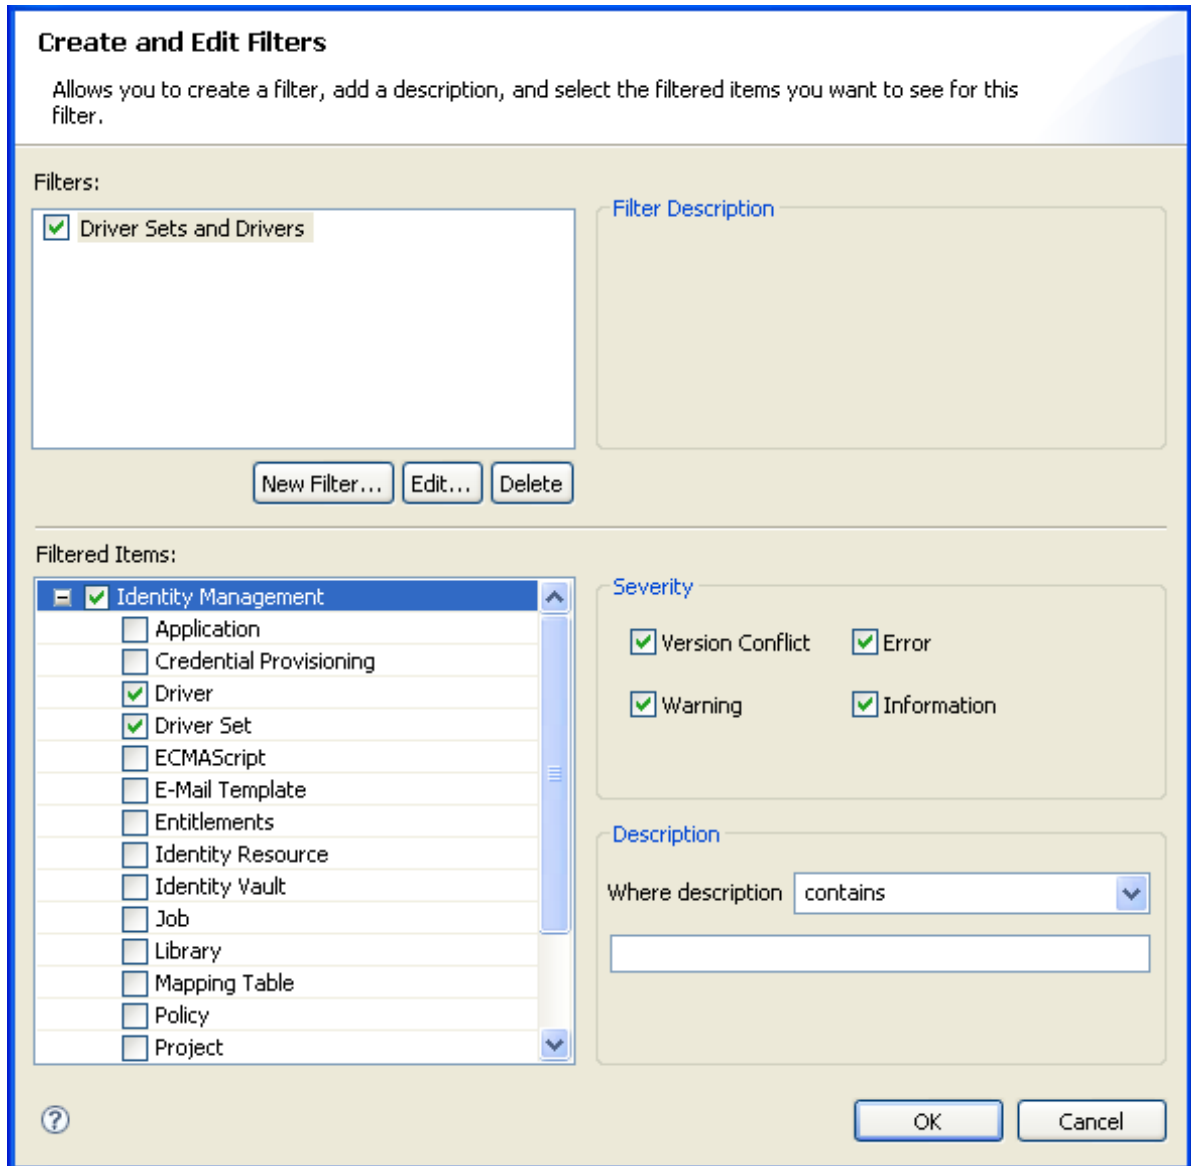 Create and Edit Filters
Allows you to create a filter, add a description, and select the filtered items you want to see for this
filter.
Filters:
Driver Sets and Drivers
Filter Description
New Filter...
Edit...
Delete
Filtered Items:
Identity Management
Application
Credential Provisioning
Driver
Driver Set
ECMAScript
E-Mail Template
Entitlements
Identity Resource
Identity Vault
Job
Library
Mapping Table
Policy
Project
Severity
Version Conflict
Error
Warning
Information
Description
Where description
contains
?
OK
Cancel